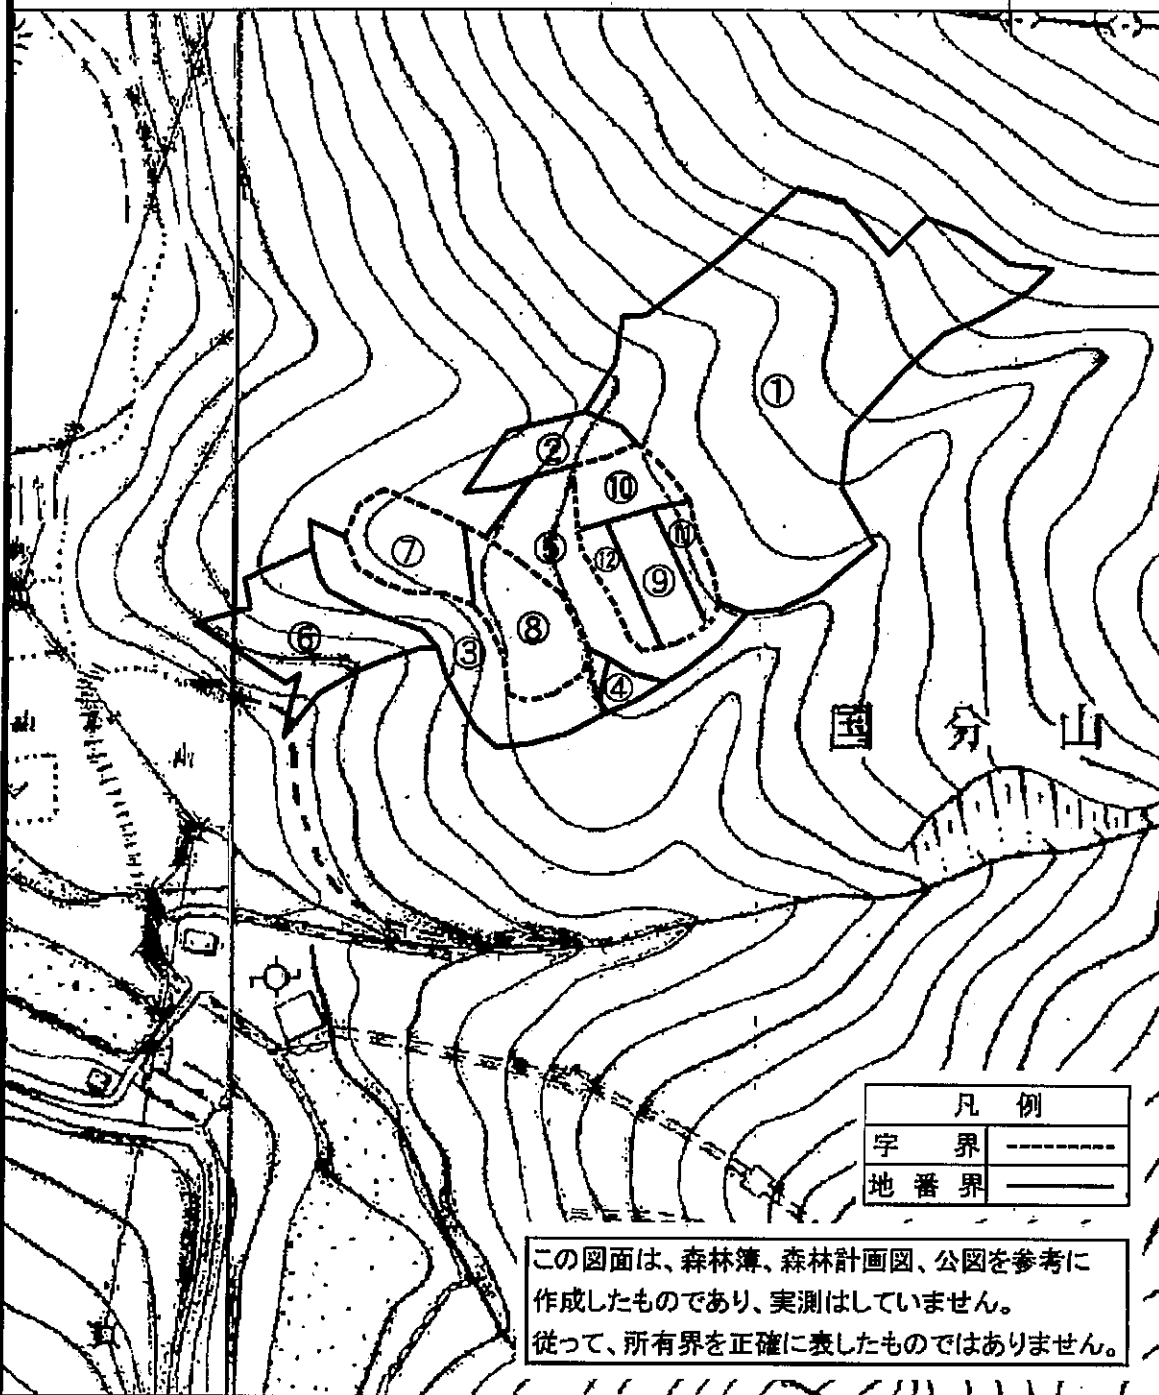 ①
②
⑩
⑪
⑤
⑦
⑫
⑨
⑧
⑥
③
④
国分山
凡 例
字 界
地 番 界
この図面は、森林簿、森林計画図、公図を参考に
作成したものであり、実測はしていません。
従って、所有界を正確に表したものではありません。